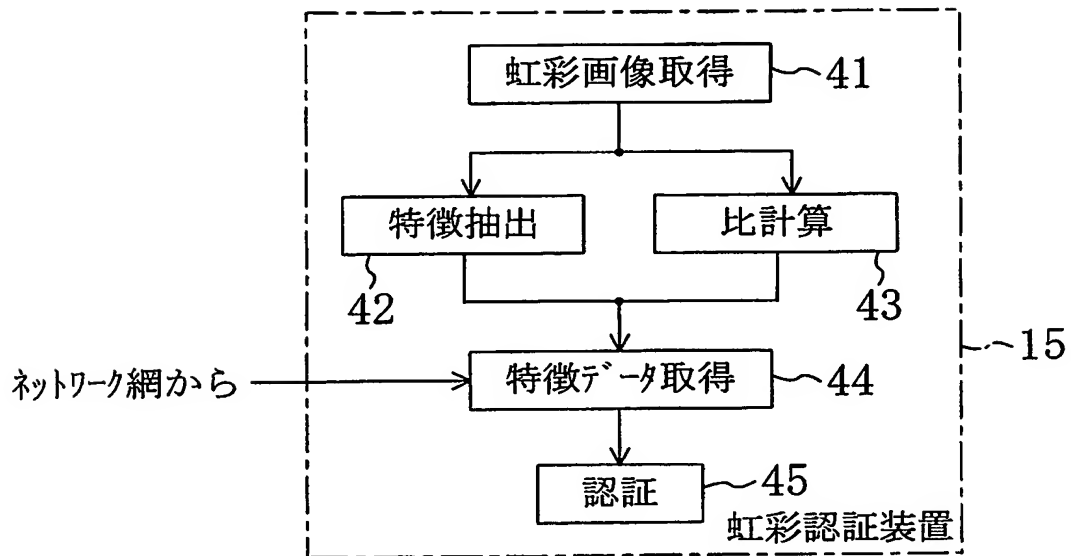 虹彩画像取得
41
特徴抽出
比計算
42
43
15
ネットワーク網から
特徴データ取得
44
認証
45
虹彩認証装置